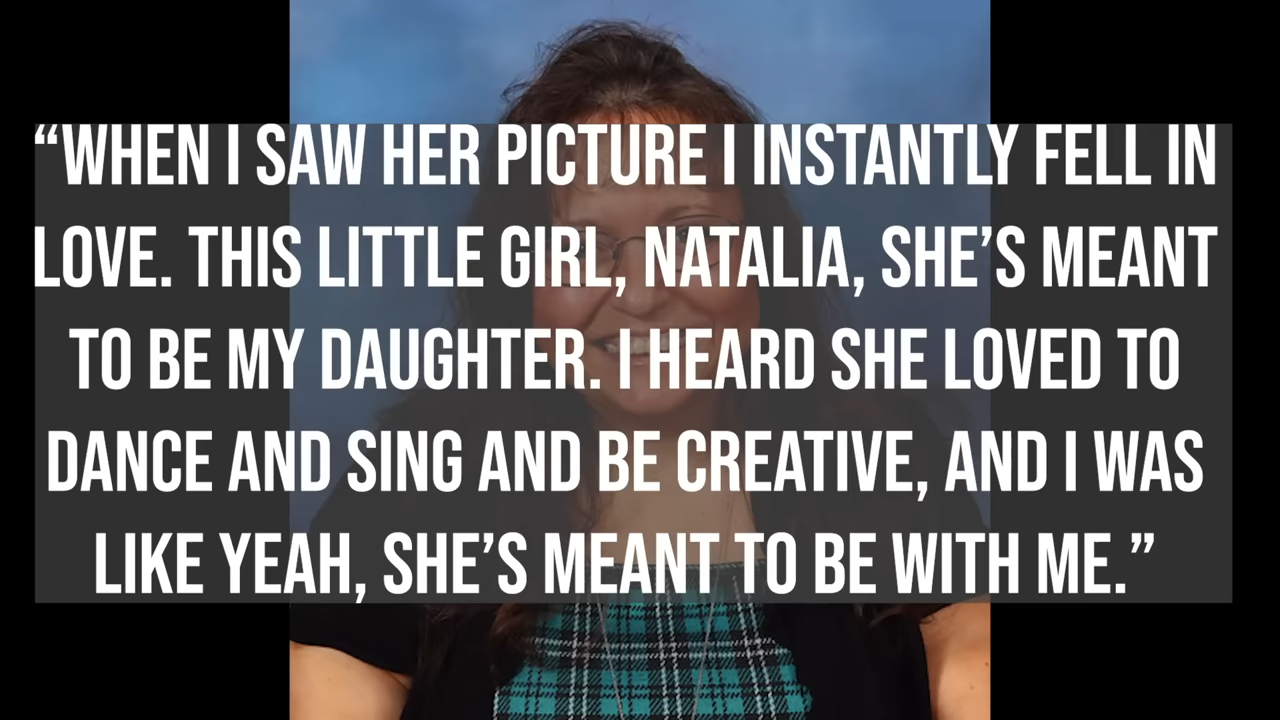 “WHEN I SAW HER PICTURE I INSTANTLY FELL IN
LOVE. THIS LITTLE GIRL, NATALIA, SHE’S MEANT
TO BE MY DAUGHTER. I HEARD SHE LOVED TO
DANCE AND SING AND BE CREATIVE, AND I WAS
LIKE YEAH, SHE’S MEANT TO BE WITH ME.”